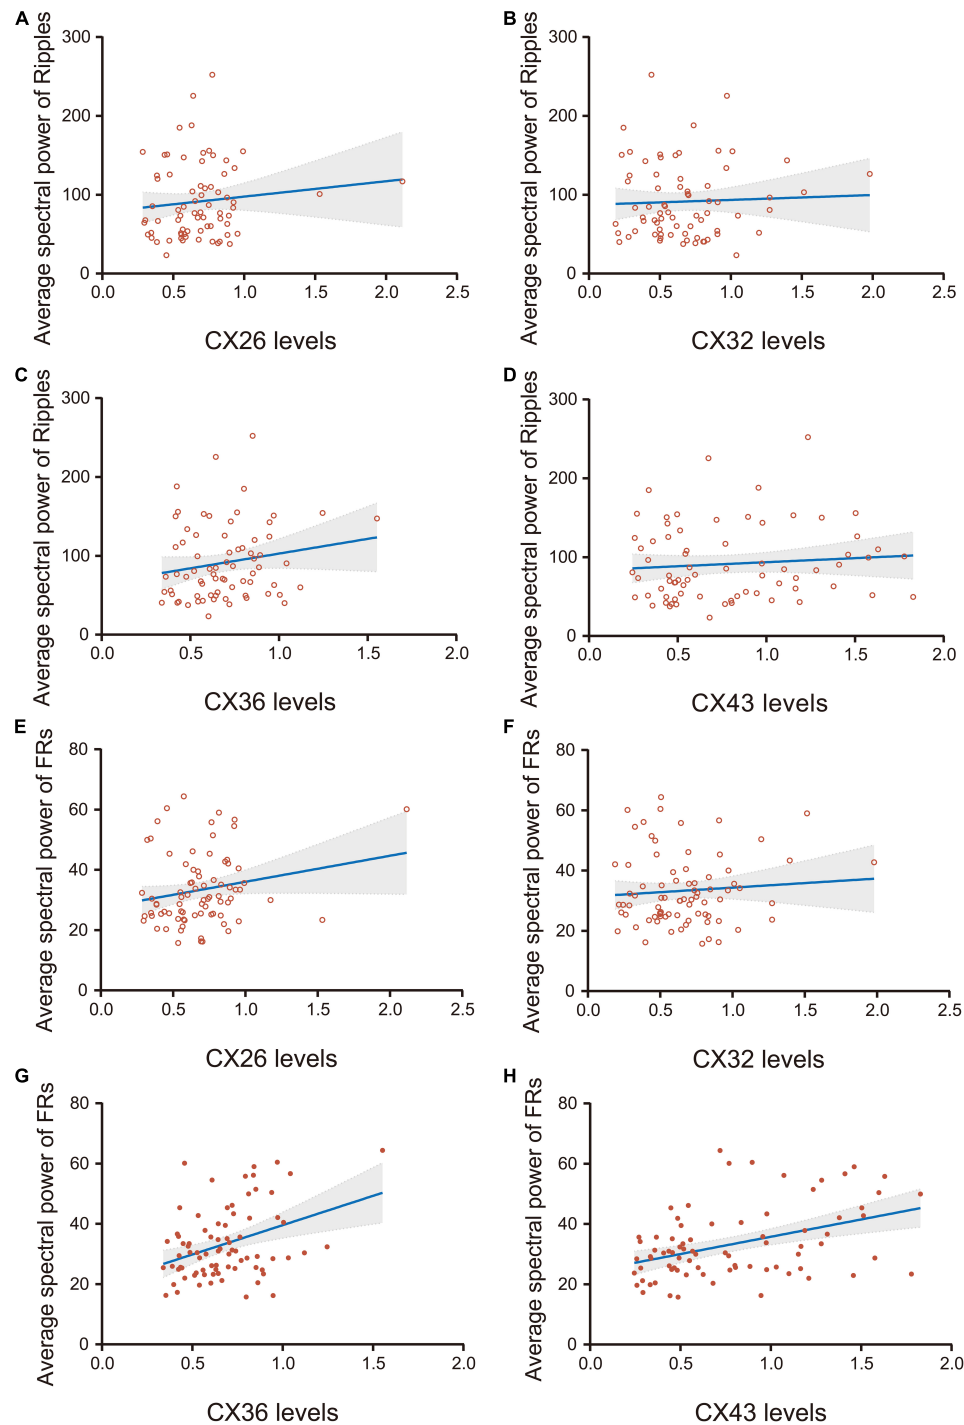 A
Average spectral power of Ripples
300
200
100
0
0.0 0.5 1.0 1.5 2.0 2.5
CX26 levels
B
Average spectral power of Ripples
300
200
100
0
0.0 0.5 1.0 1.5 2.0 2.5
CX32 levels
C
Average spectral power of Ripples
300
200
100
0
0.0 0.5 1.0 1.5 2.0
CX36 levels
D
Average spectral power of Ripples
300
200
100
0
0.0 0.5 1.0 1.5 2.0
CX43 levels
E
Average spectral power of FRs
80
60
40
20
0
0.0 0.5 1.0 1.5 2.0 2.5
CX26 levels
F
Average spectral power of FRs
80
60
40
20
0
0.0 0.5 1.0 1.5 2.0 2.5
CX32 levels
G
Average spectral power of FRs
80
60
40
20
0
0.0 0.5 1.0 1.5 2.0
CX36 levels
H
Average spectral power of FRs
80
60
40
20
0
0.0 0.5 1.0 1.5 2.0
CX43 levels